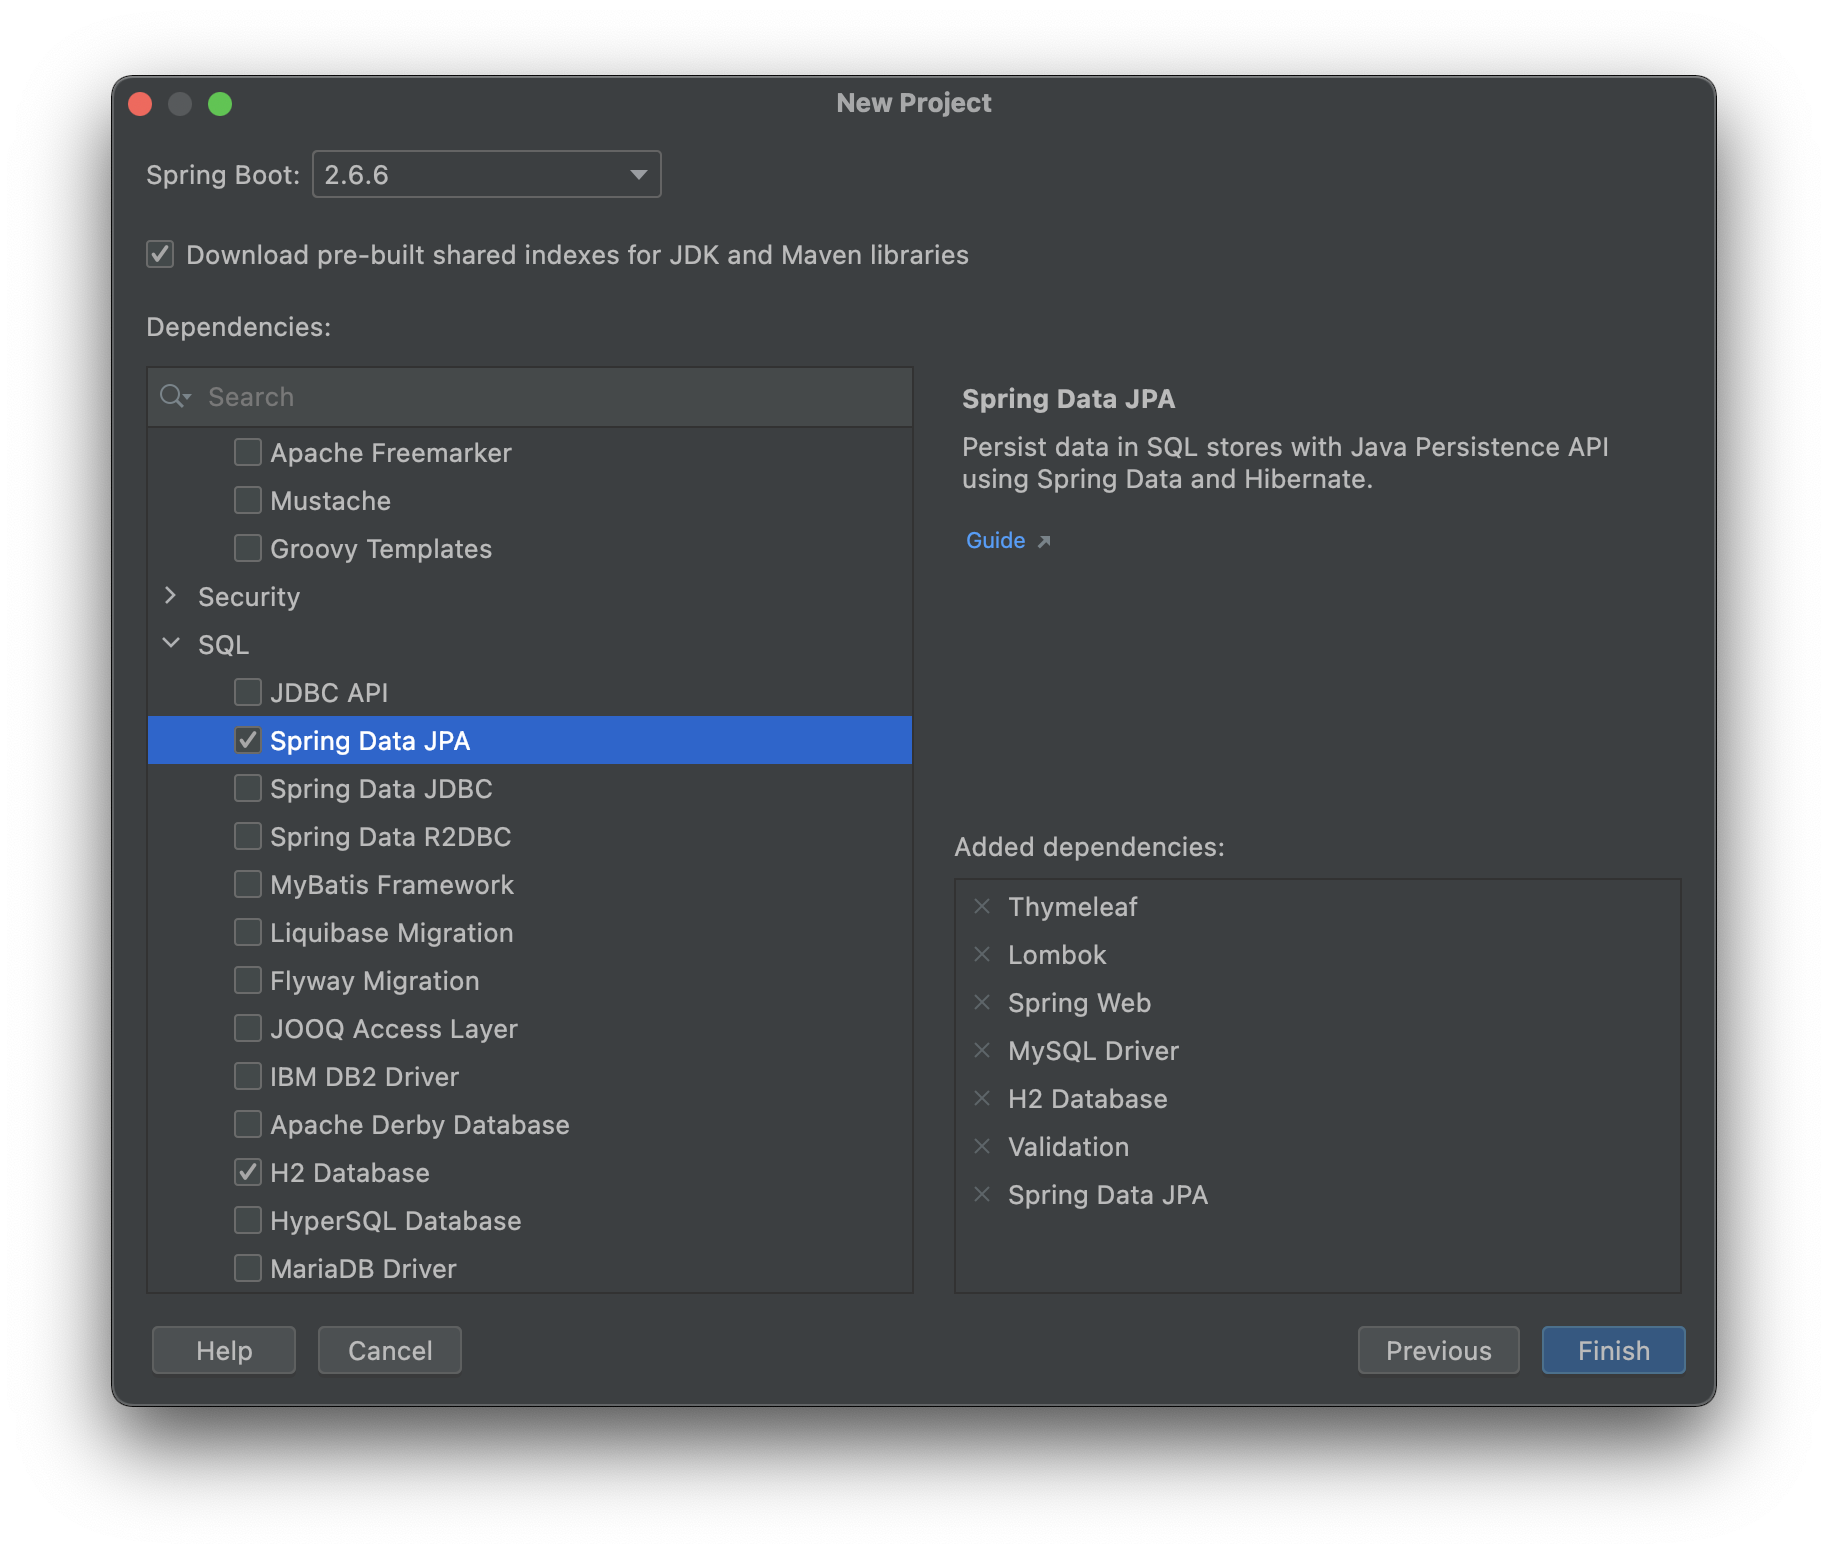 New Project
Spring Boot: 2.6.6
Download pre-built shared indexes for JDK and Maven libraries
Dependencies:
Search
Apache Freemarker
Mustache
Groovy Templates
Security
SQL
JDBC API
Spring Data JPA
Spring Data JDBC
Spring Data R2DBC
MyBatis Framework
Liquibase Migration
Flyway Migration
JOOQ Access Layer
IBM DB2 Driver
Apache Derby Database
H2 Database
HyperSQL Database
MariaDB Driver
Spring Data JPA
Persist data in SQL stores with Java Persistence API
using Spring Data and Hibernate.
Guide
Added dependencies:
Thymeleaf
Lombok
Spring Web
MySQL Driver
H2 Database
Validation
Spring Data JPA
Help Cancel Previous Finish